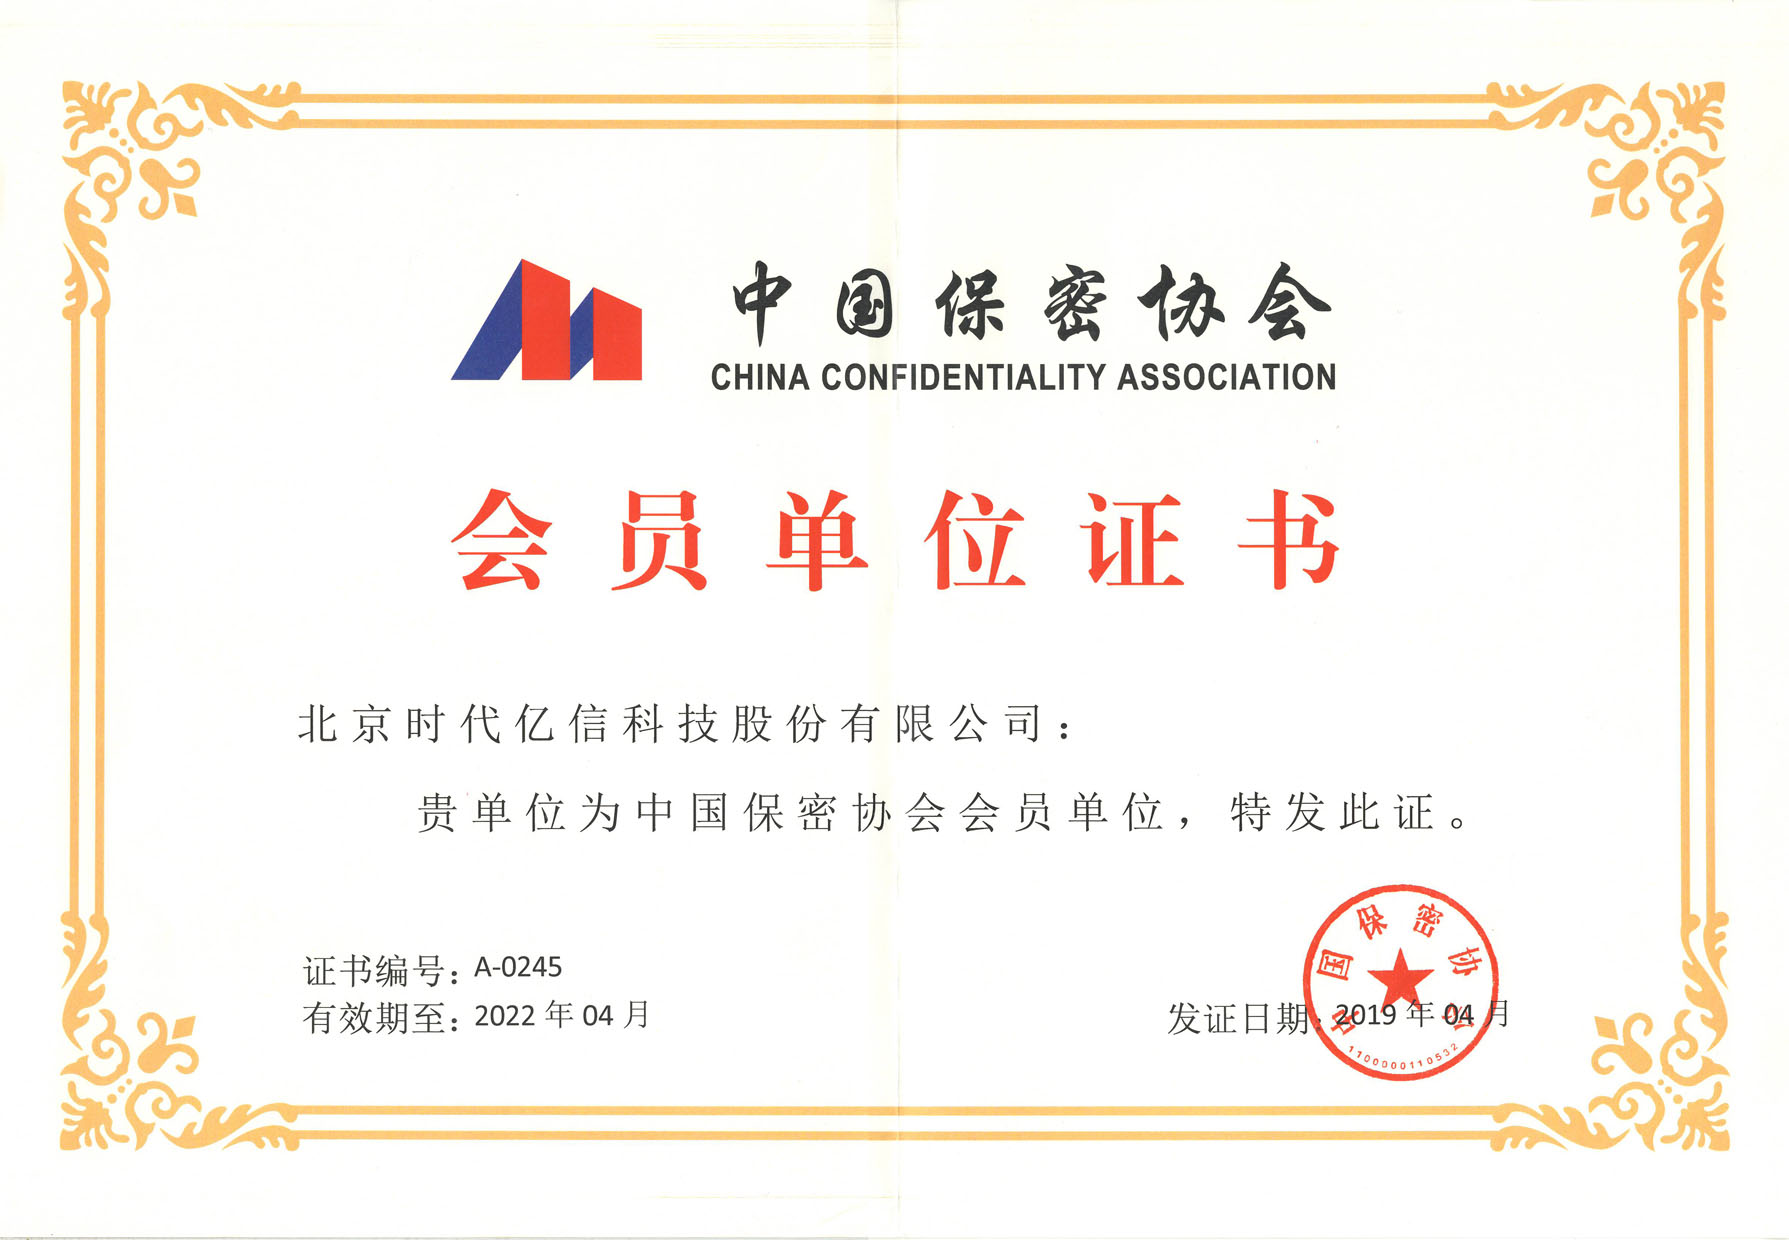 中国保密协会
CHINA CONFIDENTIALITY ASSOCIATION
会员单位证书
北京时代亿信科技股份有限公司：
贵单位为中国保密协会会员单位，特发此证。
证书编号：A-0245
有效期至：2022 年 04 月
发证日期：2019 年 04 月
中国保密协会
1100000110532